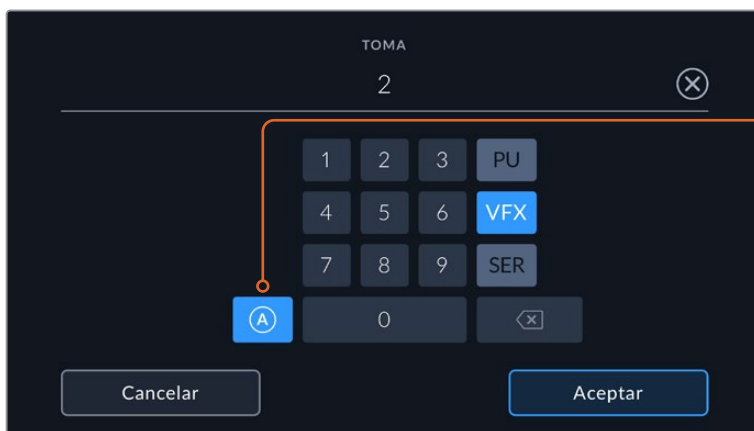 TOMA
2
1 2 3 PU
4 5 6 VFX
7 8 9 SER
A 0
Cancelar Aceptar